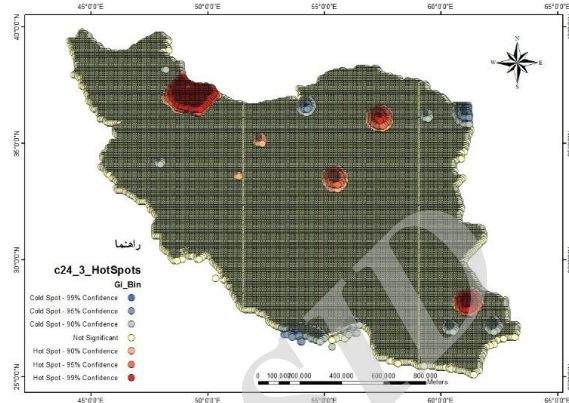 45°0'0"E 50°0'0"E 55°0'0"E 60°0'0"E 65°0'0"E
40°0'0"N
35°0'0"N
30°0'0"N
25°0'0"N
N
W E
S
راهنما
c24_3_HotSpots
Gi_Bin
Cold Spot - 99% Confidence
Cold Spot - 95% Confidence
Cold Spot - 90% Confidence
Not Significant
Hot Spot - 90% Confidence
Hot Spot - 95% Confidence
Hot Spot - 99% Confidence
0 100,000200,000 400,000 600,000 800,000
Meters
SID
45°0'0"E 50°0'0"E 55°0'0"E 60°0'0"E